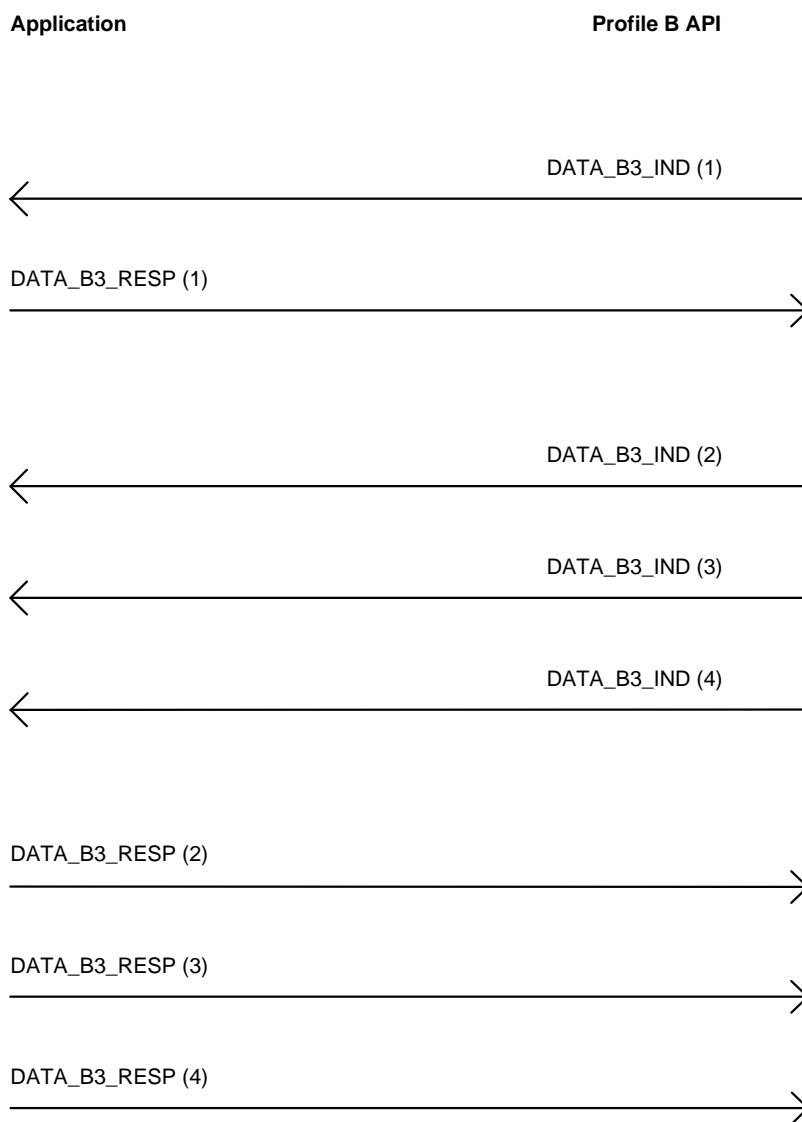 Application
Profile B API
DATA_B3_IND (1)
DATA_B3_RESP (1)
DATA_B3_IND (2)
DATA_B3_IND (3)
DATA_B3_IND (4)
DATA_B3_RESP (2)
DATA_B3_RESP (3)
DATA_B3_RESP (4)